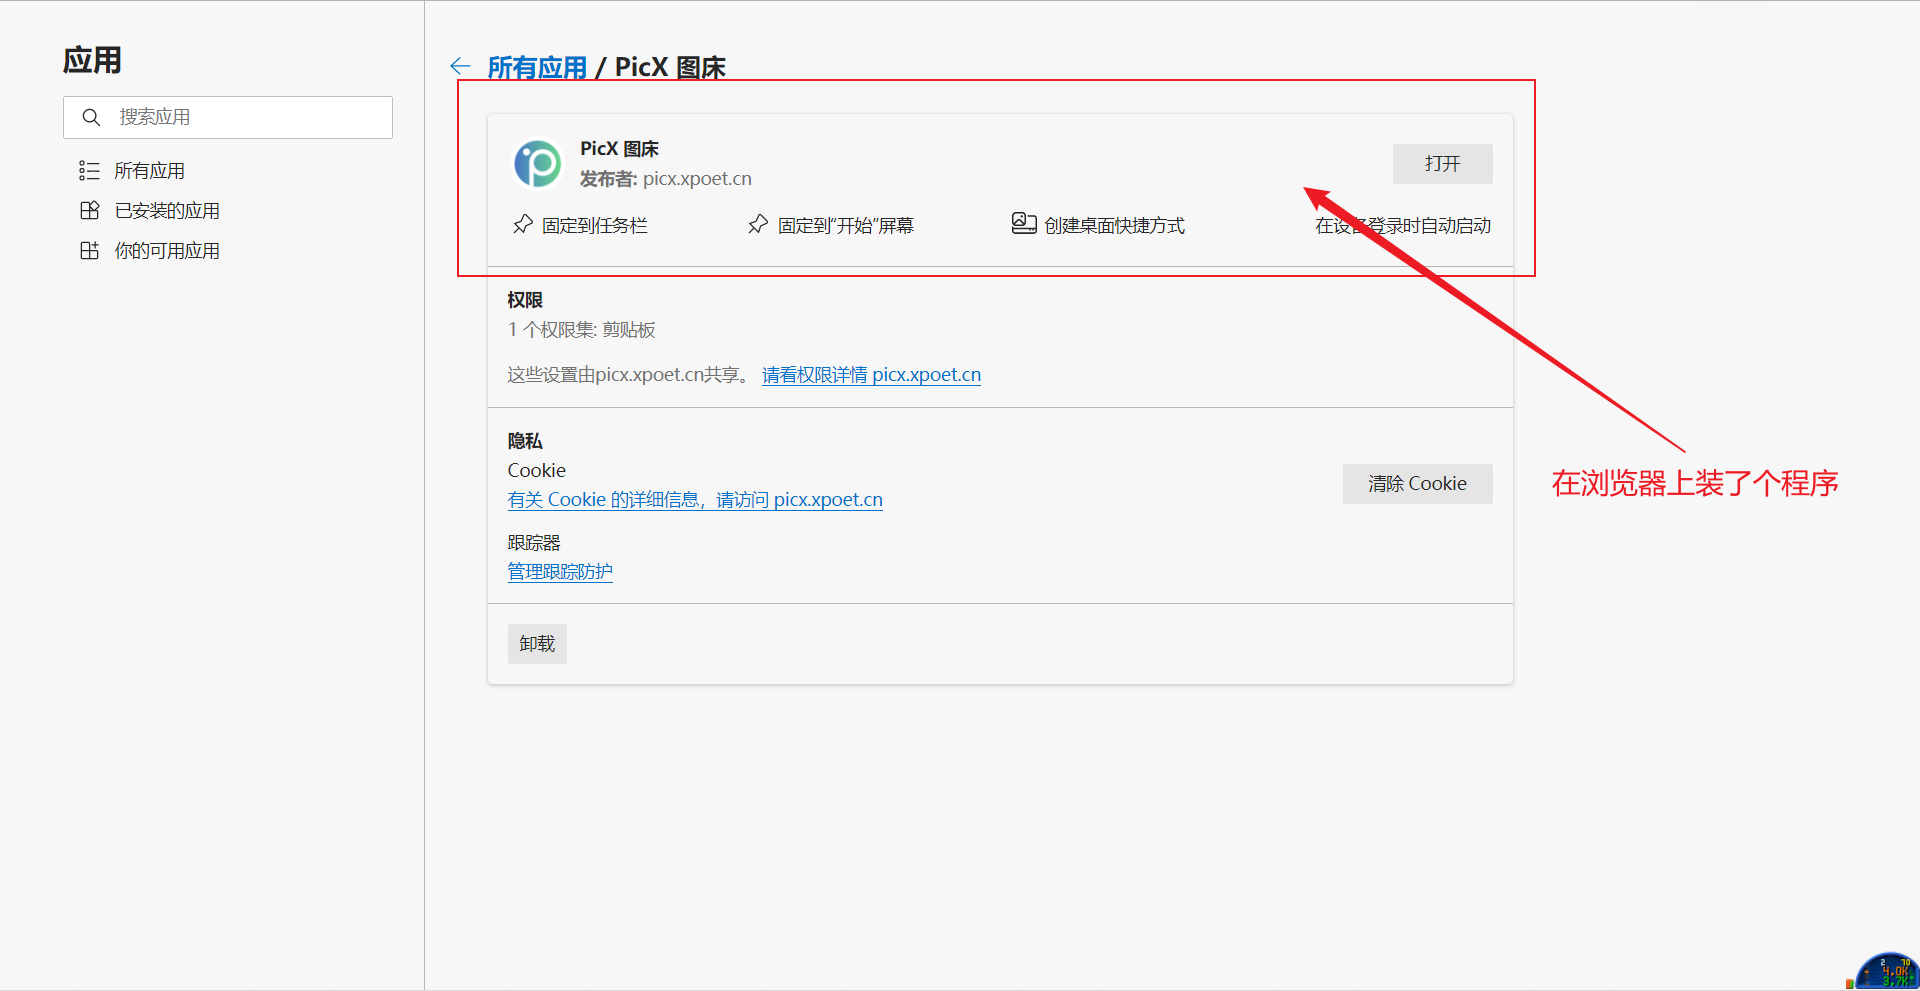 应用
搜索应用
所有应用
已安装的应用
你的可用应用
所有应用 / PicX 图床
PicX 图床
发布者: picx.xpoet.cn
打开
固定到任务栏
固定到“开始”屏幕
创建桌面快捷方式
在设备登录时自动启动
权限
1 个权限集: 剪贴板
这些设置由picx.xpoet.cn共享。 请看权限详情 picx.xpoet.cn
隐私
Cookie
有关 Cookie 的详细信息，请访问 picx.xpoet.cn
清除 Cookie
在浏览器上装了个程序
跟踪器
管理跟踪防护
卸载
2 70
4.0K
8.7K